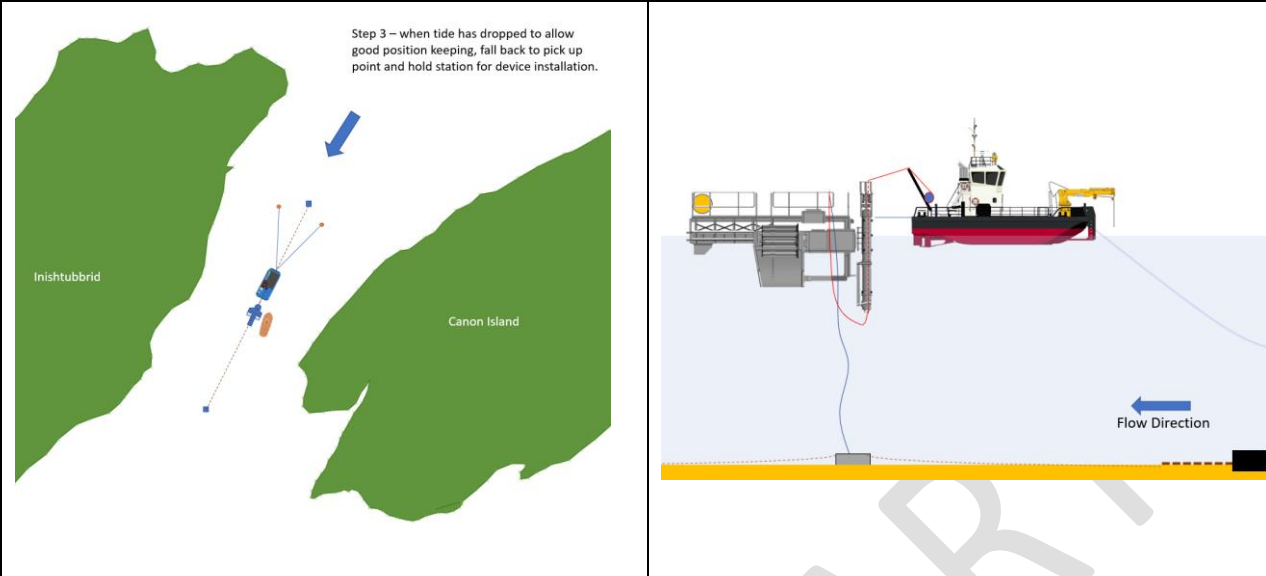 Step 3 – when tide has dropped to allow
good position keeping, fall back to pick up
point and hold station for device installation.
Inishtubbrid
Canon Island
Flow Direction